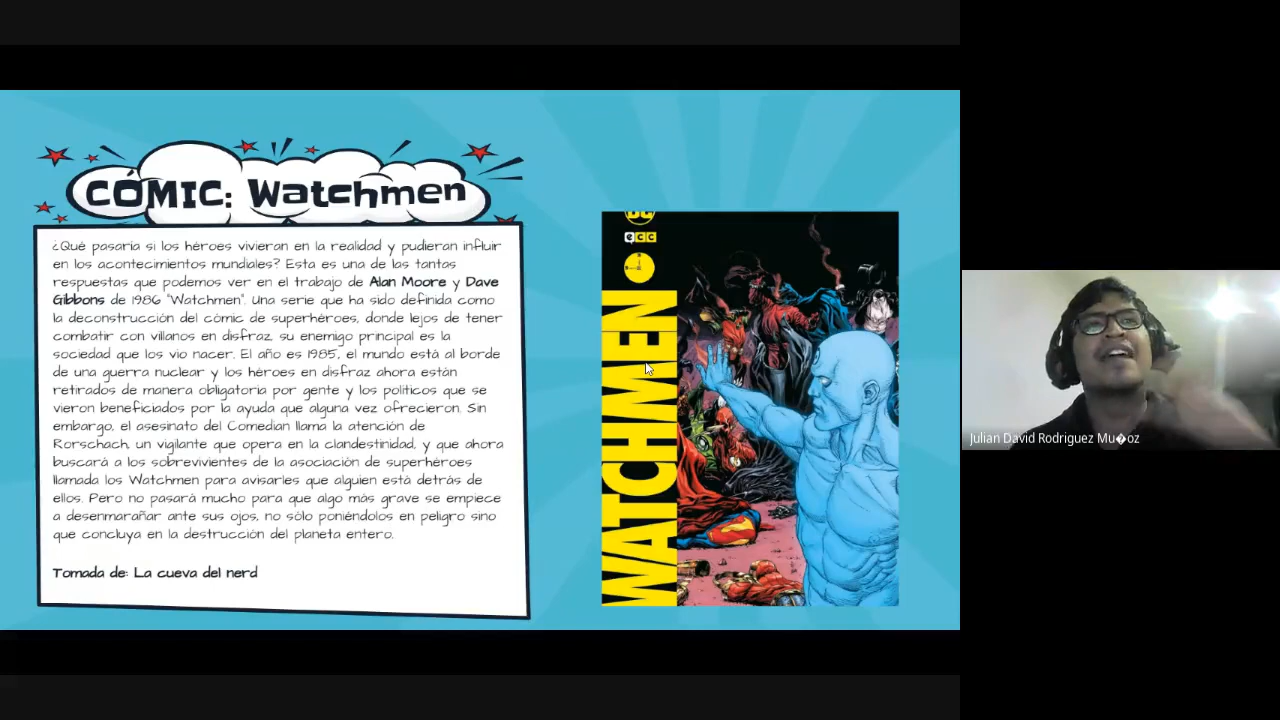 CÓMIC: Watchmen
¿Qué pasaría si los héroes vivieran en la realidad y pudieran influir
en los acontecimientos mundiales? Esta es una de las tantas
respuestas que podemos ver en el trabajo de Alan Moore y Dave
Gibbons de 1986 "Watchmen". Una serie que ha sido definida como
la deconstrucción del cómic de superhéroes, donde lejos de tener
combatir con villanos en disfraz, su enemigo principal es la
sociedad que los vio nacer. El año es 1985, el mundo está al borde
de una guerra nuclear y los héroes en disfraz ahora están
retirados de manera obligatoria por gente y los políticos que se
vieron beneficiados por la ayuda que alguna vez ofrecieron. Sin
embargo, el asesinato del Comedian llama la atención de
Rorschach, un vigilante que opera en la clandestinidad, y que ahora
buscará a los sobrevivientes de la asociación de superhéroes
llamada los Watchmen para avisarles que alguien está detrás de
ellos. Pero no pasará mucho para que algo más grave se empiece
a desenmarañar ante sus ojos, no sólo poniéndolos en peligro sino
que concluya en la destrucción del planeta entero.
Tomada de: La cueva del nerd
ecc
WATCHMEN
Julian David Rodriguez Mu�oz